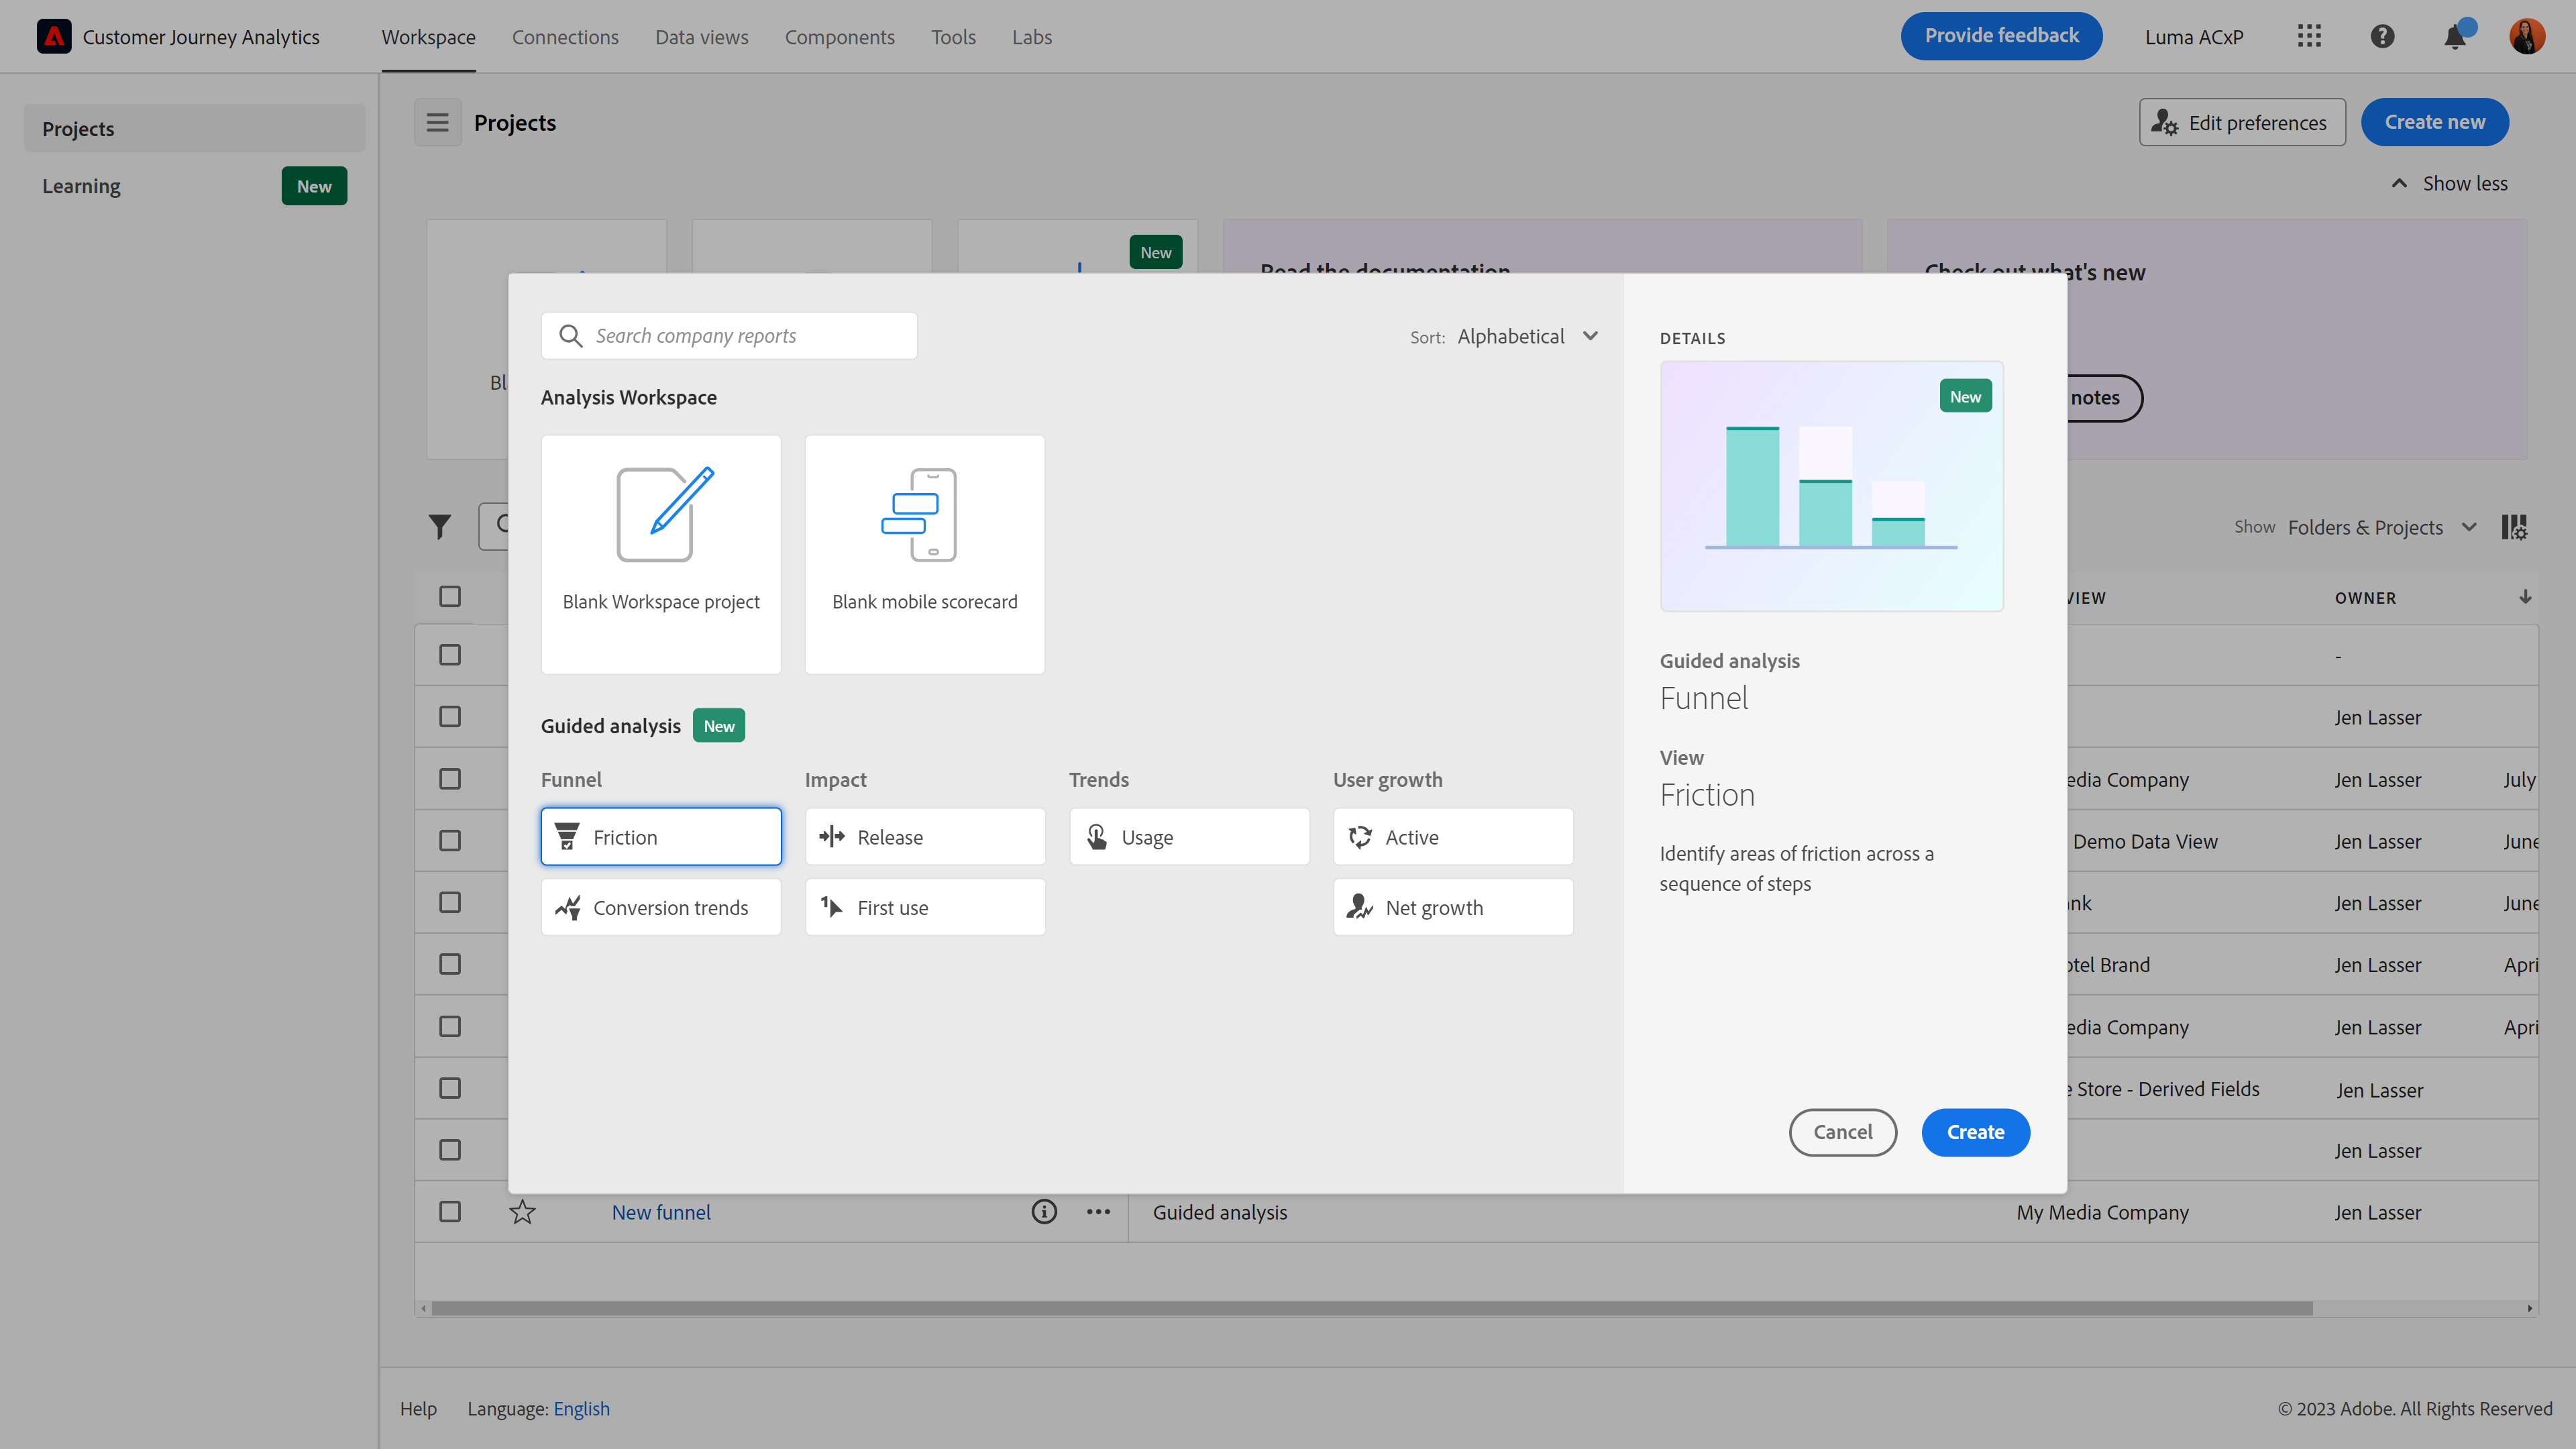 Customer Journey Analytics
Workspace
Connections
Data views
Components
Tools
Labs
Provide feedback
Luma ACxP
Projects
Learning
New
Projects
Edit preferences
Create new
Show less
New
Read the documentation
Check out what's new
Bl
notes
Search company reports
Sort: Alphabetical
Analysis Workspace
Blank Workspace project
Blank mobile scorecard
Guided analysis
New
Funnel
Impact
Trends
User growth
Friction
Release
Usage
Active
Conversion trends
First use
Net growth
DETAILS
New
Guided analysis
Funnel
View
Friction
Identify areas of friction across a
sequence of steps
Cancel
Create
Show Folders & Projects
VIEW
OWNER
-
Jen Lasser
edia Company
Jen Lasser
July
Demo Data View
Jen Lasser
June
ank
Jen Lasser
June
otel Brand
Jen Lasser
Apri
edia Company
Jen Lasser
Apri
e Store - Derived Fields
Jen Lasser
Jen Lasser
New funnel
Guided analysis
My Media Company
Jen Lasser
Help
Language: English
© 2023 Adobe. All Rights Reserved